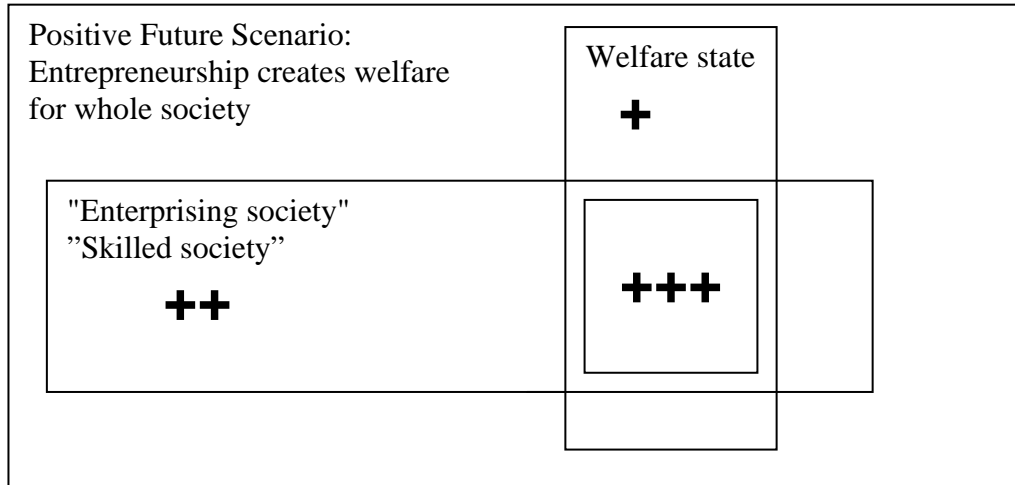 Positive Future Scenario:
Entrepreneurship creates welfare
for whole society
Welfare state
+
"Enterprising society"
”Skilled society”
++
+++